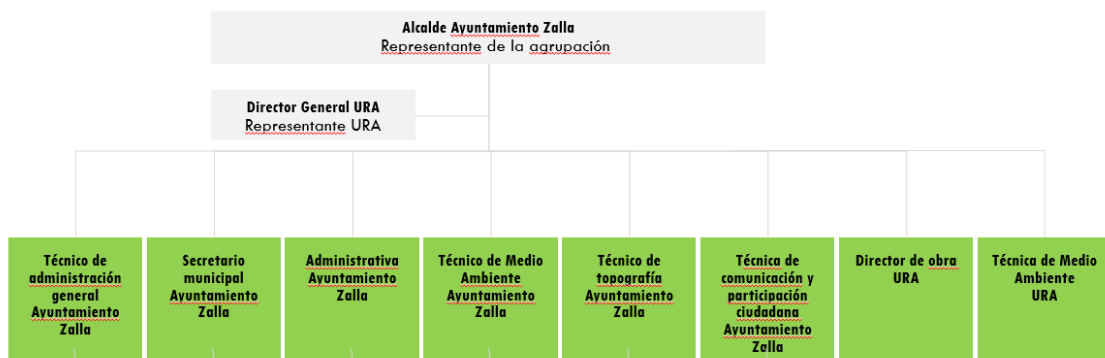 Alcalde Ayuntamiento Zalla
Representante de la agrupación
Director General URA
Representante URA
Técnico de
administración
general
Ayuntamiento
Zalla
Secretario
municipal
Ayuntamiento
Zalla
Administrativa
Ayuntamiento
Zalla
Técnico de Medio
Ambiente
Ayuntamiento
Zalla
Técnico de
topografía
Ayuntamiento
Zalla
Técnica de
comunicación y
participación
ciudadana
Ayuntamiento
Zalla
Director de obra
URA
Técnica de Medio
Ambiente
URA